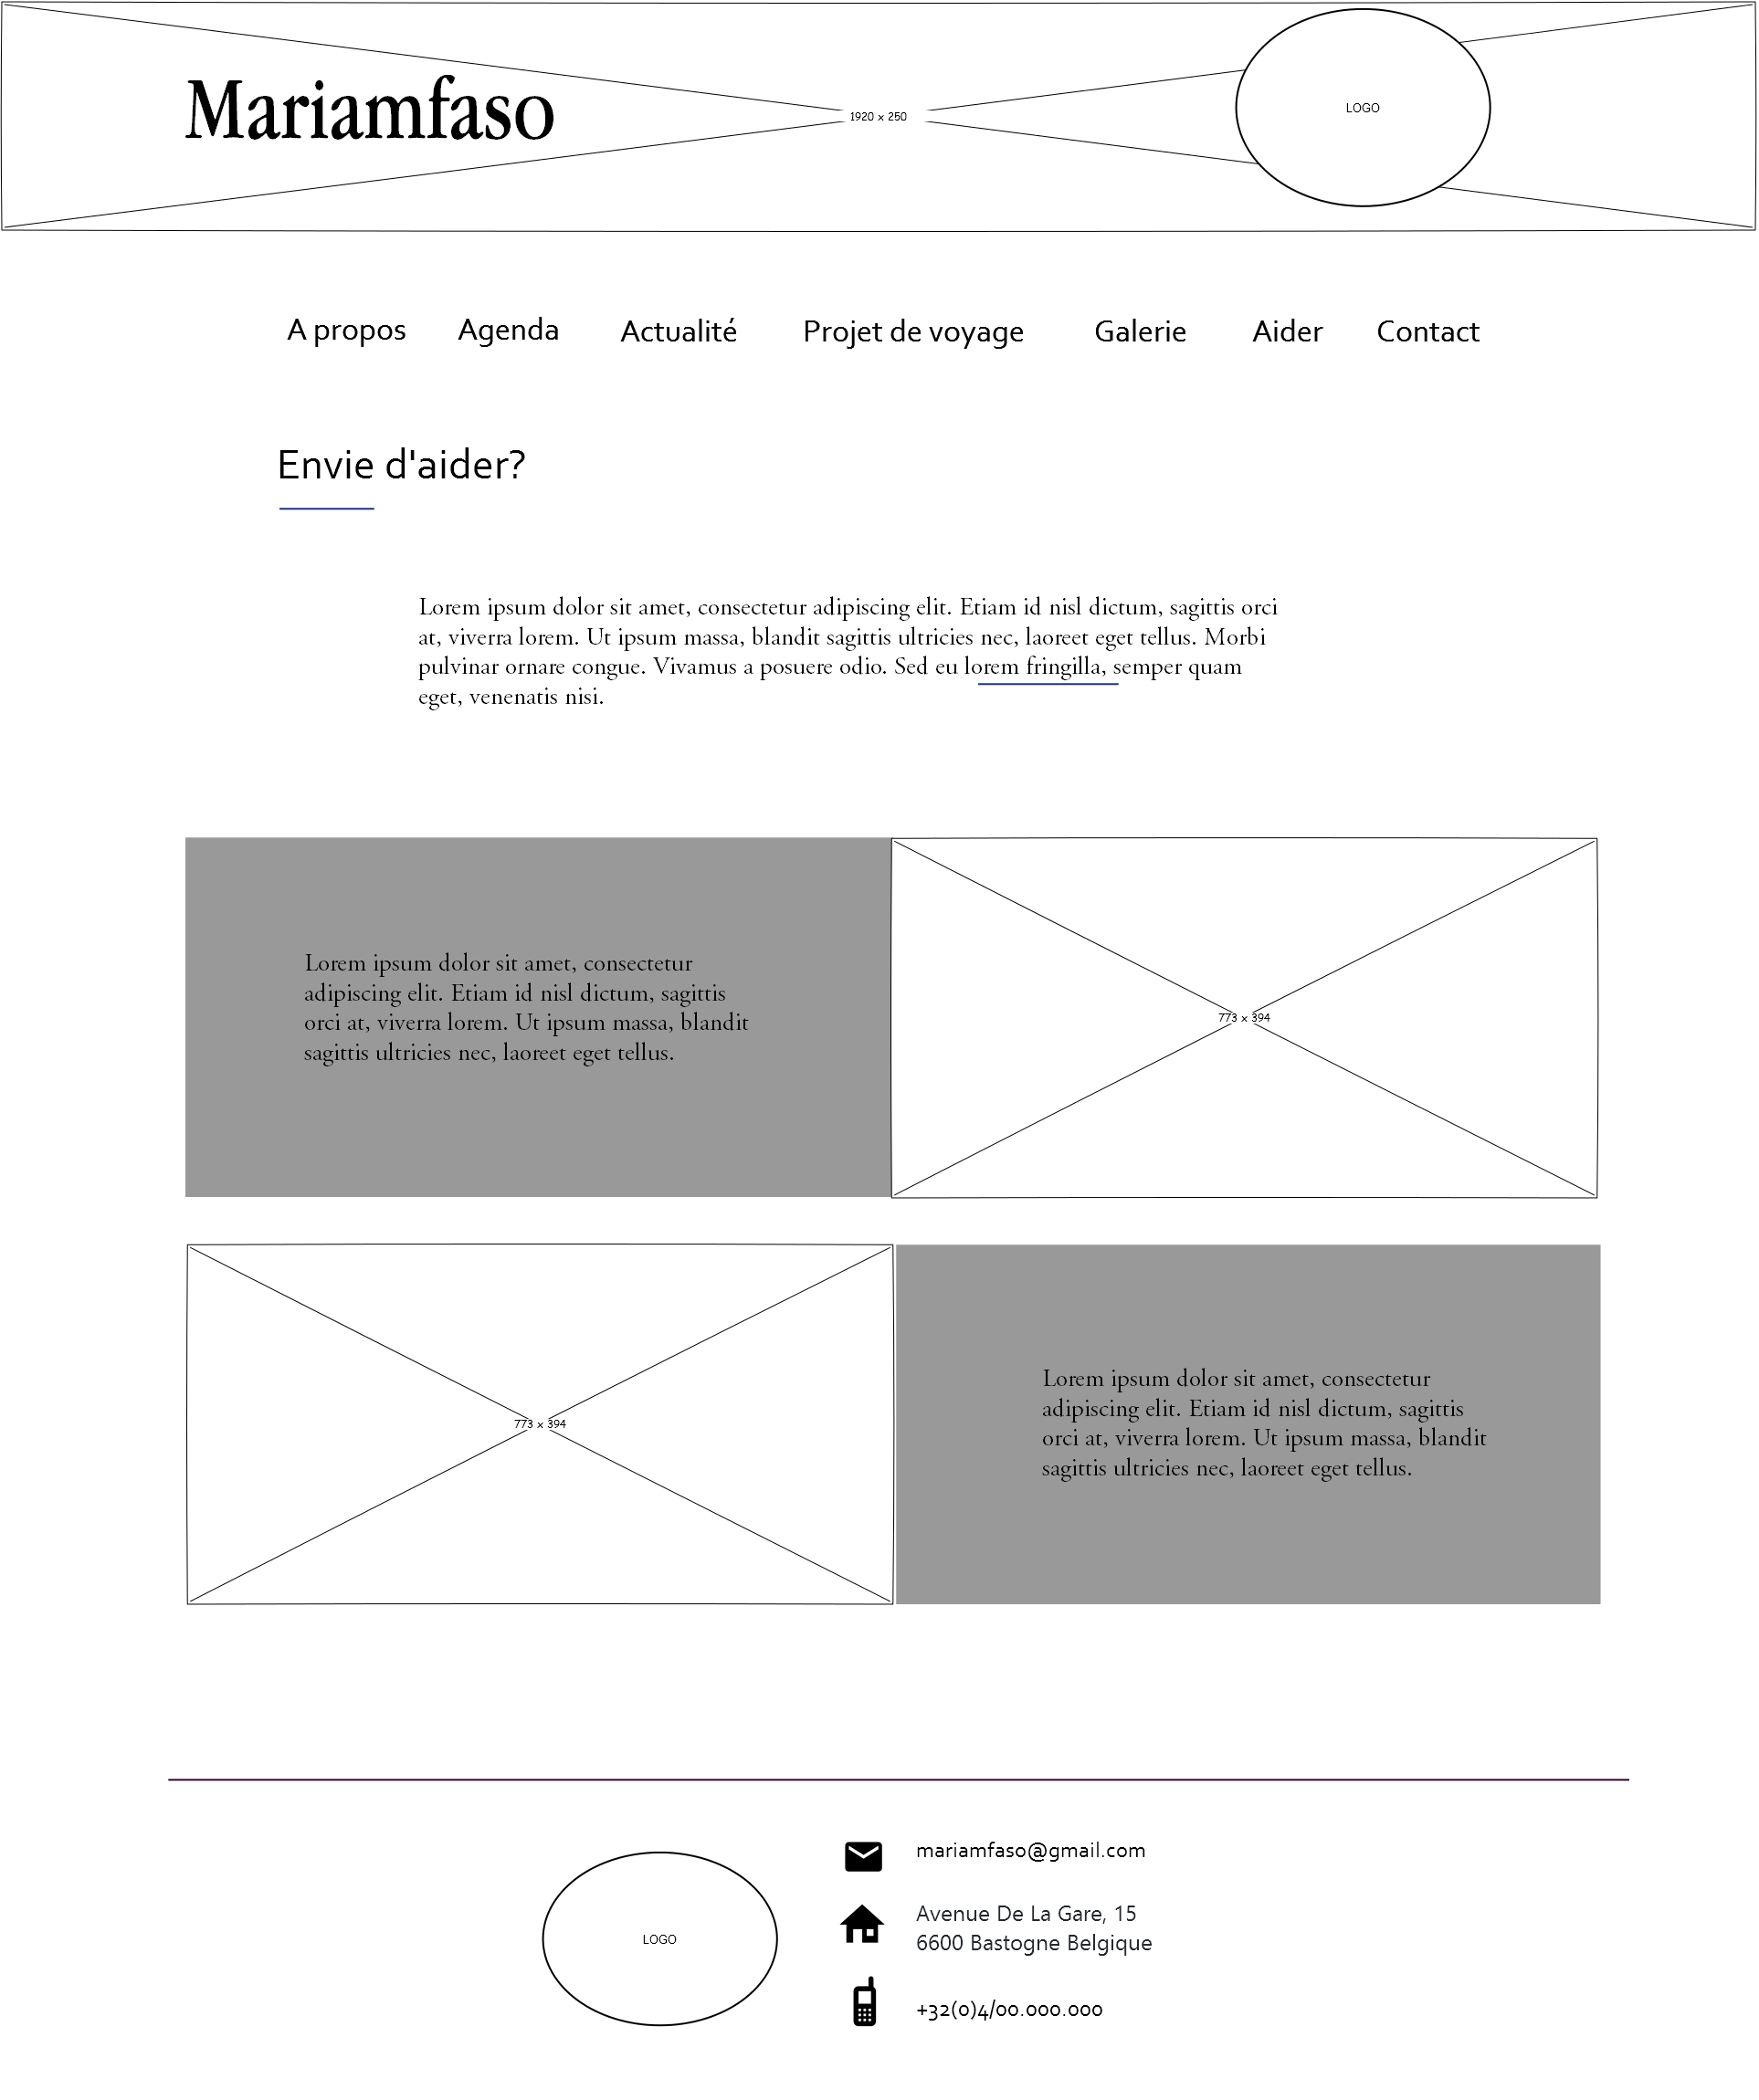 Mariamfaso
1920 x 250
LOGO
A propos Agenda Actualité Projet de voyage Galerie Aider Contact
Envie d'aider?
Lorem ipsum dolor sit amet, consectetur adipiscing elit. Etiam id nisl dictum, sagittis orci
at, viverra lorem. Ut ipsum massa, blandit sagittis ultricies nec, laoreet eget tellus. Morbi
pulvinar ornare congue. Vivamus a posuere odio. Sed eu lorem fringilla, semper quam
eget, venenatis nisi.
Lorem ipsum dolor sit amet, consectetur
adipiscing elit. Etiam id nisl dictum, sagittis
orci at, viverra lorem. Ut ipsum massa, blandit
sagittis ultricies nec, laoreet eget tellus.
773 x 394
773 x 394
Lorem ipsum dolor sit amet, consectetur
adipiscing elit. Etiam id nisl dictum, sagittis
orci at, viverra lorem. Ut ipsum massa, blandit
sagittis ultricies nec, laoreet eget tellus.
LOGO
mariamfaso@gmail.com
Avenue De La Gare, 15
6600 Bastogne Belgique
+32(0)4/00.000.000